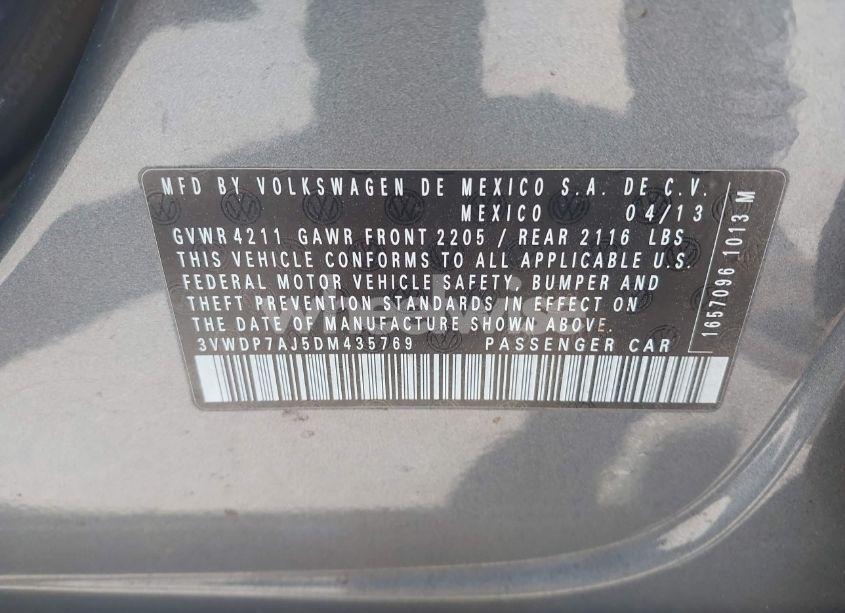 MFD BY VOLKSWAGEN DE MEXICO S.A. DE C.V.
MEXICO 04/13
GVWR 4211 GAWR FRONT 2205 / REAR 2116 LBS
THIS VEHICLE CONFORMS TO ALL APPLICABLE U.S.
FEDERAL MOTOR VEHICLE SAFETY, BUMPER AND
THEFT PREVENTION STANDARDS IN EFFECT ON
THE DATE OF MANUFACTURE SHOWN ABOVE.
3VWDP7AJ5DM435769 PASSENGER CAR
1657096 1013 M